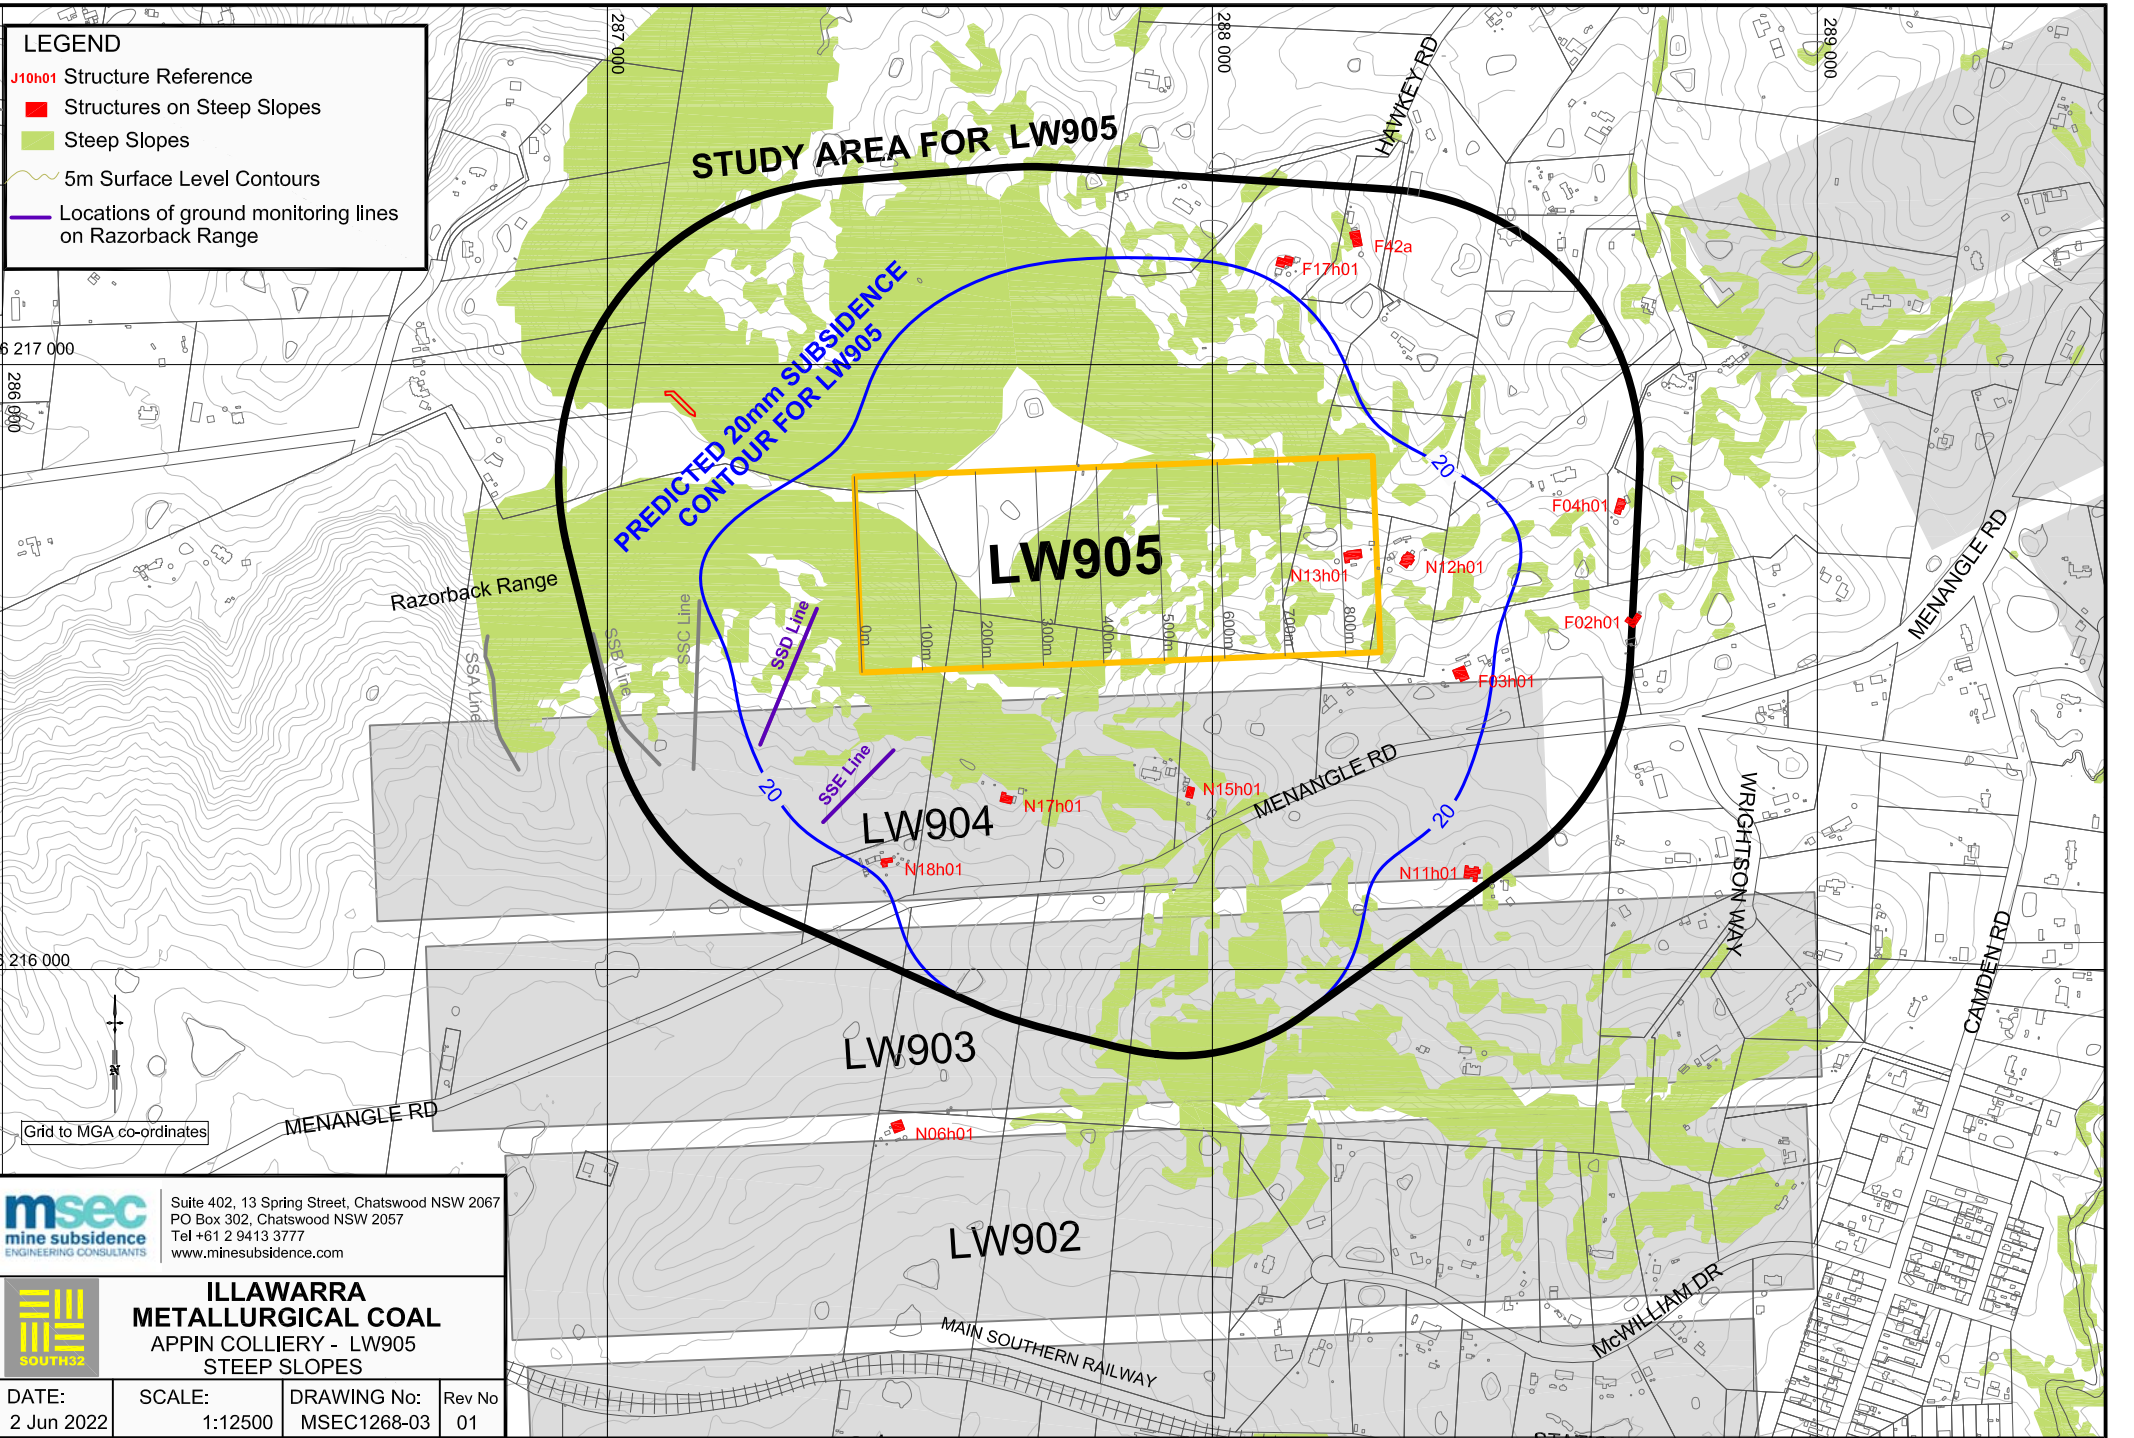 LEGEND
J10h01 Structure Reference
Structures on Steep Slopes
Steep Slopes
5m Surface Level Contours
Locations of ground monitoring lines
on Razorback Range
287 000
288 000
289 000
HAWKEY RD
STUDY AREA FOR LW905
F42a
F17h01
PREDICTED 20mm SUBSIDENCE
CONTOUR FOR LW905
6 217 000
286 000
20
F04h01
LW905
N13h01
N12h01
MENANGLE RD
Razorback Range
F02h01
SSA Line
SSB Line
SSC Line
SSD Line
0m
100m
200m
300m
400m
500m
600m
700m
800m
F03h01
SSE Line
20
N17h01
N15h01
MENANGLE RD
20
LW904
N18h01
N11h01
WRIGHTSON WAY
CAMDEN RD
6 216 000
LW903
N
Grid to MGA co-ordinates
MENANGLE RD
N06h01
LW902
McWILLIAM DR
MAIN SOUTHERN RAILWAY
msec
mine subsidence
ENGINEERING CONSULTANTS
Suite 402, 13 Spring Street, Chatswood NSW 2067
PO Box 302, Chatswood NSW 2057
Tel +61 2 9413 3777
www.minesubsidence.com
SOUTH32
ILLAWARRA
METALLURGICAL COAL
APPIN COLLIERY - LW905
STEEP SLOPES
DATE:
2 Jun 2022
SCALE:
1:12500
DRAWING No:
MSEC1268-03
Rev No
01